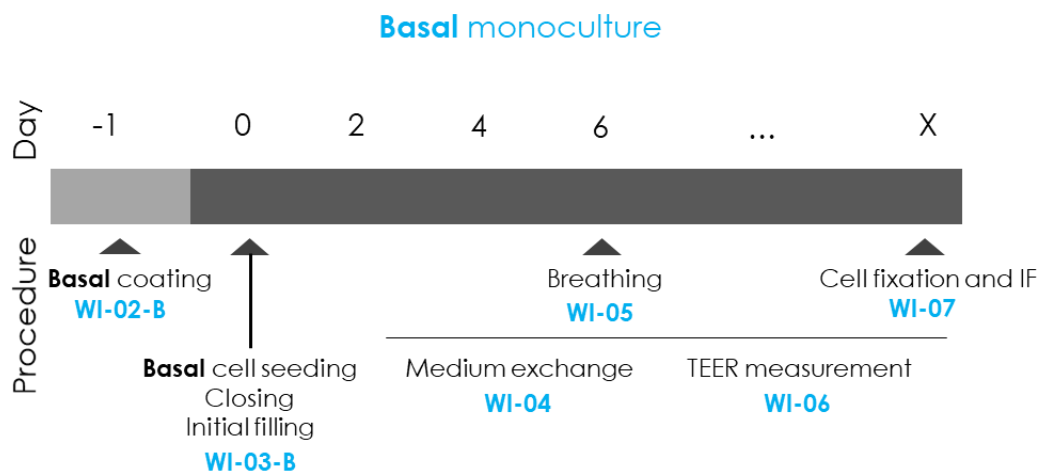 Basal monoculture
Day
-1 0 2 4 6 ... X
Procedure
Basal coating
WI-02-B
Basal cell seeding
Closing
Initial filling
WI-03-B
Breathing
WI-05
Cell fixation and IF
WI-07
Medium exchange
WI-04
TEER measurement
WI-06